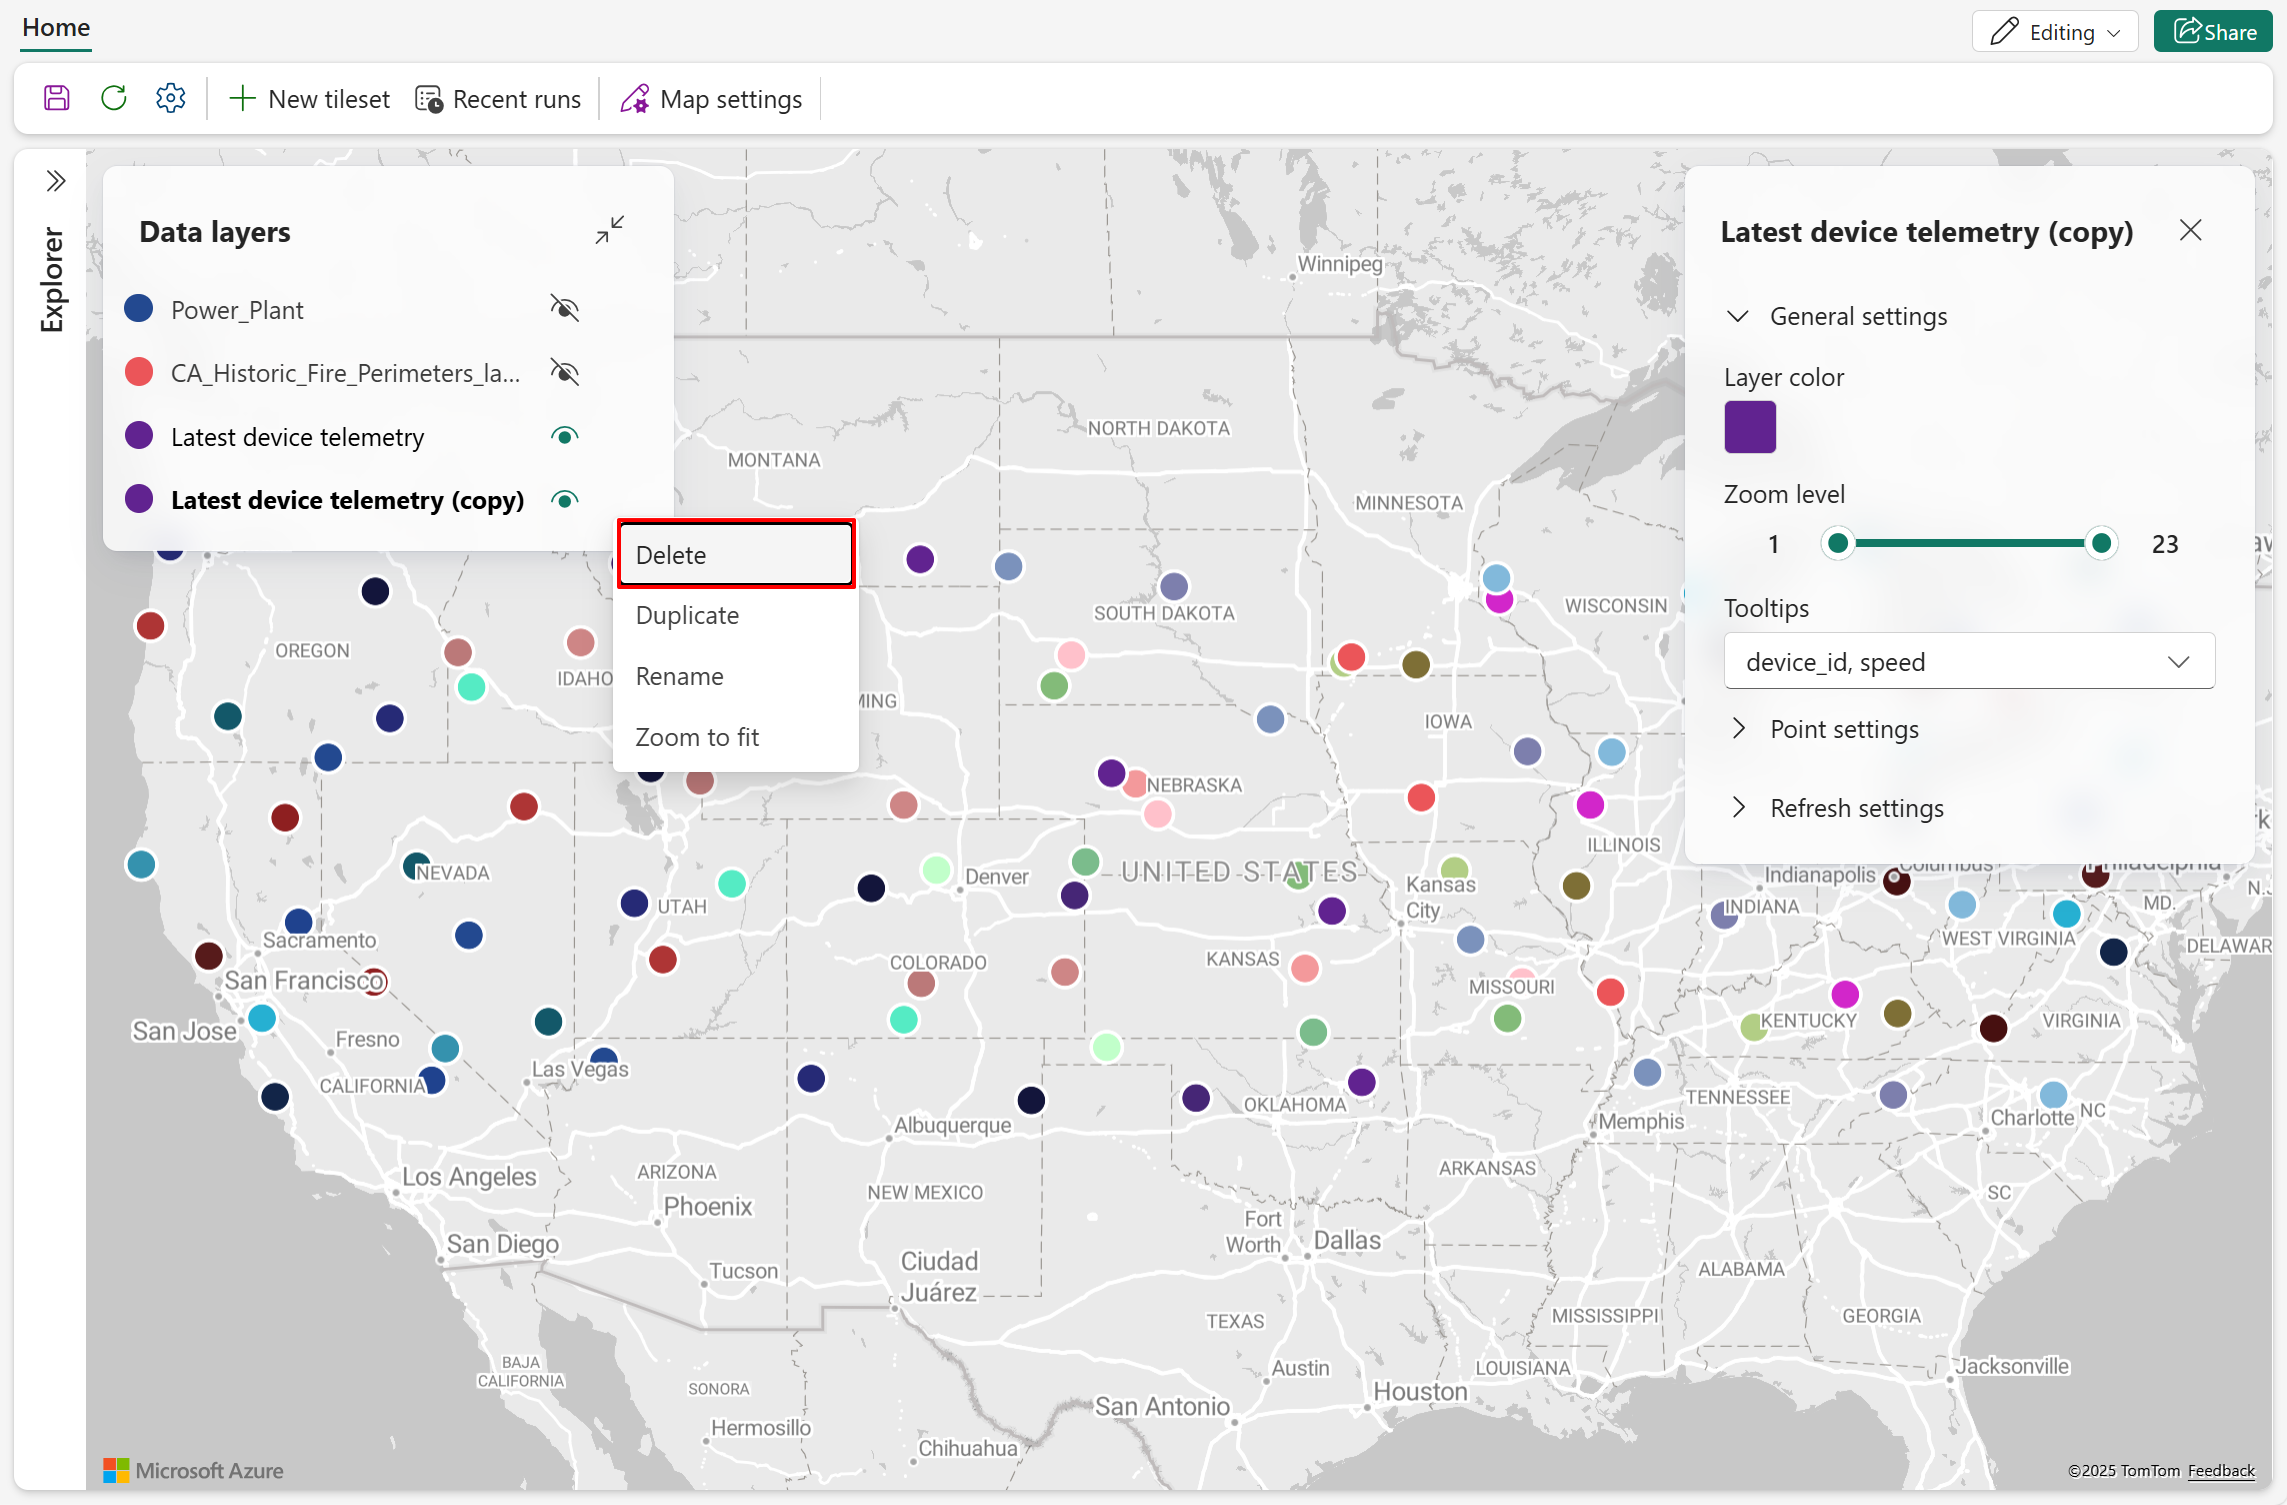 Home
Editing
Share
New tileset
Recent runs
Map settings
Explorer
Data layers
Power_Plant
CA_Historic_Fire_Perimeters_la...
Latest device telemetry
Latest device telemetry (copy)
Delete
Duplicate
Rename
Zoom to fit
Latest device telemetry (copy)
General settings
Layer color
Zoom level
1
23
Tooltips
device_id, speed
Point settings
Refresh settings
Winnipeg
NORTH DAKOTA
MONTANA
MINNESOTA
WISCONSIN
SOUTH DAKOTA
OREGON
IDAHO
MING
IOWA
NEBRASKA
ILLINOIS
NEVADA
UNITED STATES
Denver
Kansas
City
Indianapolis
Columbus
Philadelphia
UTAH
INDIANA
MD.
N.J.
Sacramento
WEST VIRGINIA
DELAWAR
San Francisco
COLORADO
KANSAS
MISSOURI
San Jose
KENTUCKY
VIRGINIA
Fresno
Las Vegas
CALIFORNIA
OKLAHOMA
TENNESSEE
Albuquerque
Memphis
Charlotte
NC
Los Angeles
ARIZONA
ARKANSAS
NEW MEXICO
SC
Phoenix
Fort
Worth
Dallas
San Diego
Ciudad
Juárez
Tucson
ALABAMA
TEXAS
MISSISSIPPI
GEORGIA
BAJA
CALIFORNIA
SONORA
Austin
LOUISIANA
Jacksonville
San Antonio
Houston
Hermosillo
Chihuahua
Microsoft Azure
©2025 TomTom Feedback